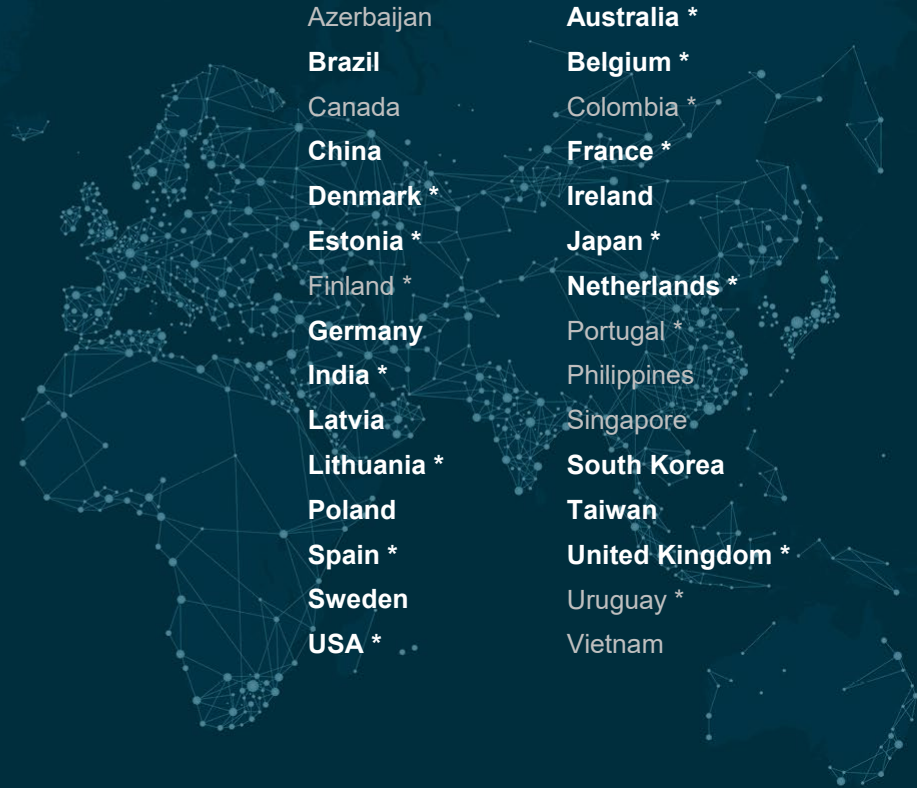 Azerbaijan
Brazil
Canada
China
Denmark *
Estonia *
Finland *
Germany
India *
Latvia
Lithuania *
Poland
Spain *
Sweden
USA *
Australia *
Belgium *
Colombia *
France *
Ireland
Japan *
Netherlands *
Portugal *
Philippines
Singapore
South Korea
Taiwan
United Kingdom *
Uruguay *
Vietnam